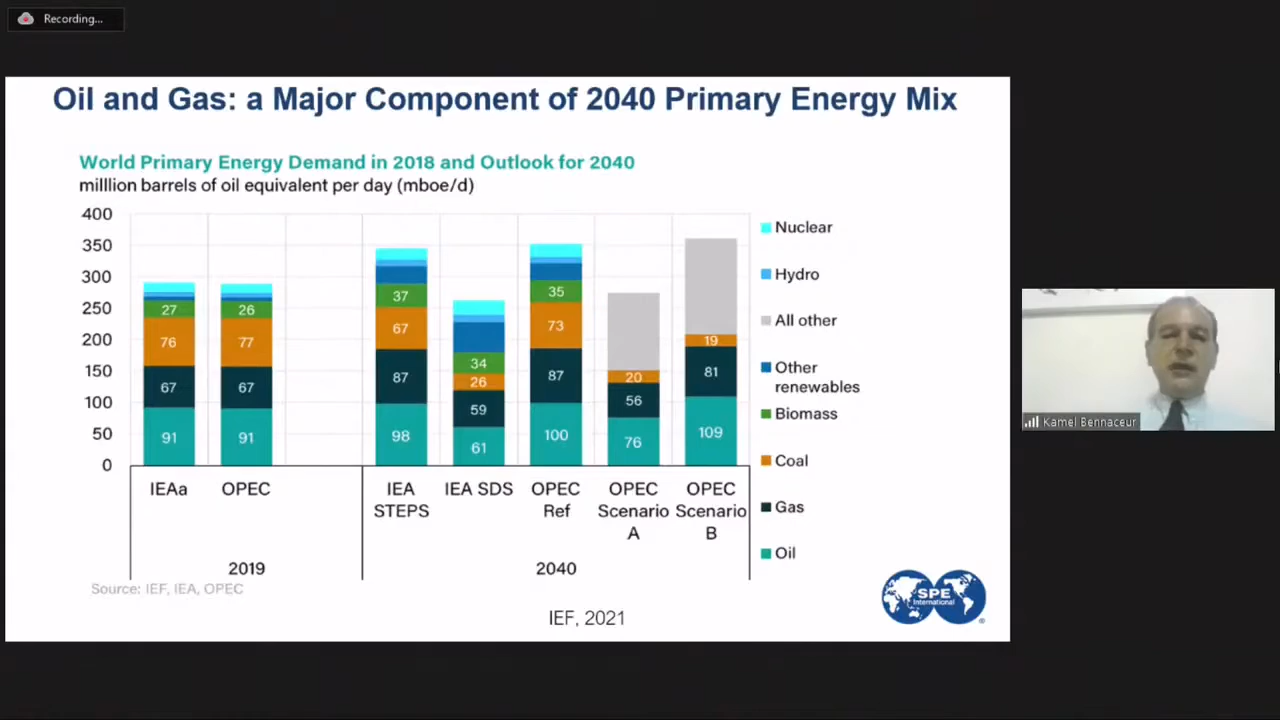 Recording...
Oil and Gas: a Major Component of 2040 Primary Energy Mix
World Primary Energy Demand in 2018 and Outlook for 2040
milllion barrels of oil equivalent per day (mboe/d)
400
350
300
250
200
150
100
50
0
27
76
67
91
26
77
67
91
37
67
87
98
34
26
59
61
35
73
87
100
20
56
76
19
81
109
IEAa
OPEC
IEA
STEPS
IEA SDS
OPEC
Ref
OPEC
Scenario
A
OPEC
Scenario
B
2019
2040
Nuclear
Hydro
All other
Other
renewables
Biomass
Coal
Gas
Oil
Source: IEF, IEA, OPEC
IEF, 2021
SPE
International
Kamel Bennaceur